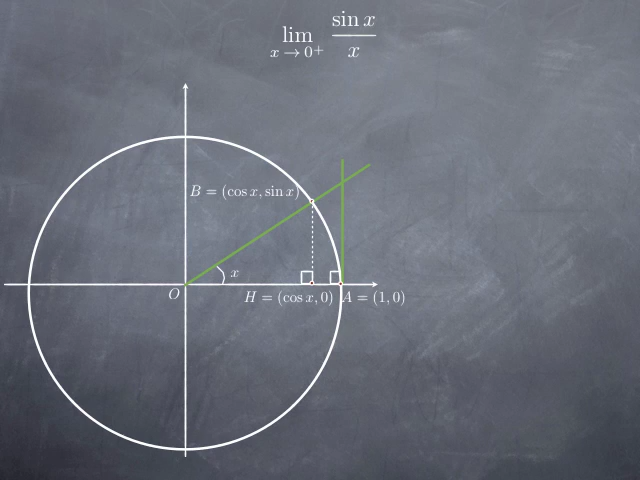 lim sin x / x
x → 0⁺
B = (cos x, sin x)
x
O
H = (cos x, 0)
A = (1, 0)